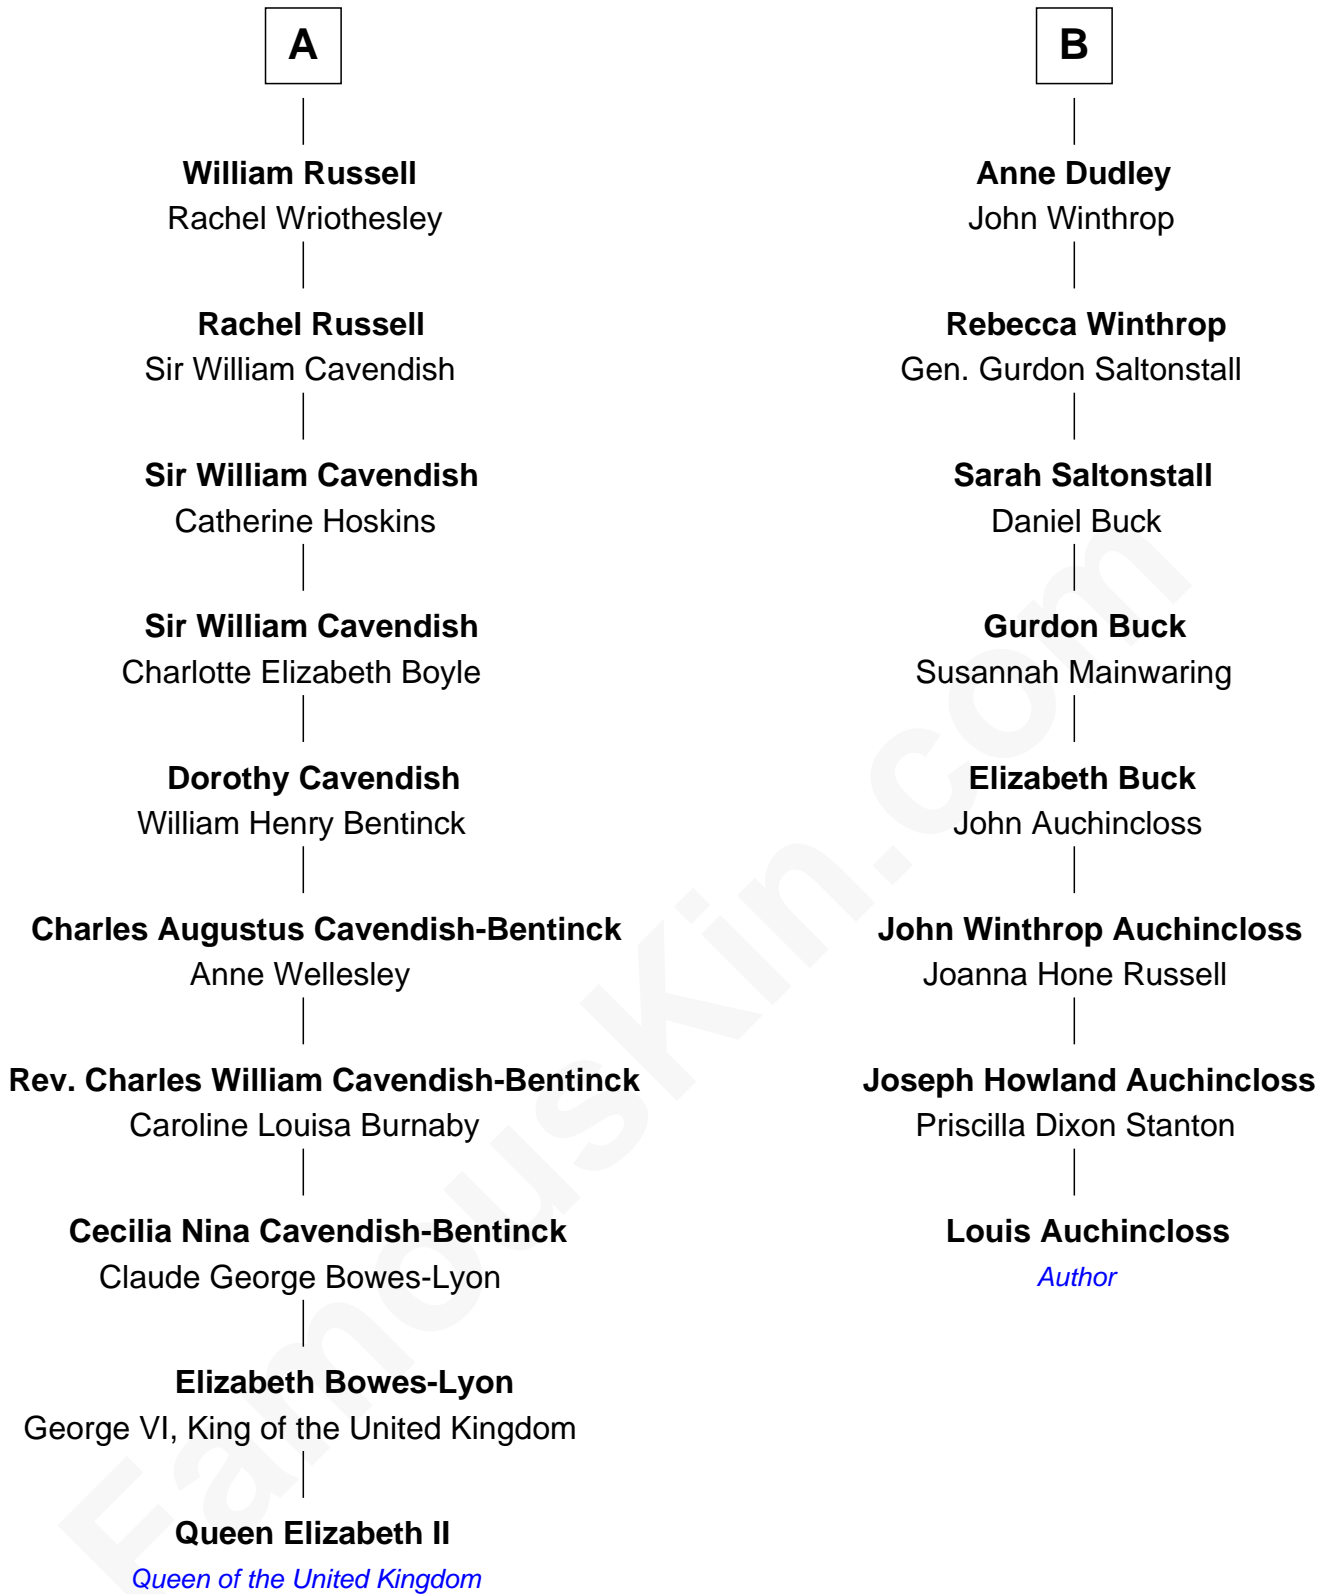 A
William Russell
Rachel Wriothesley
Rachel Russell
Sir William Cavendish
Sir William Cavendish
Catherine Hoskins
Sir William Cavendish
Charlotte Elizabeth Boyle
Dorothy Cavendish
William Henry Bentinck
Charles Augustus Cavendish-Bentinck
Anne Wellesley
Rev. Charles William Cavendish-Bentinck
Caroline Louisa Burnaby
Cecilia Nina Cavendish-Bentinck
Claude George Bowes-Lyon
Elizabeth Bowes-Lyon
George VI, King of the United Kingdom
Queen Elizabeth II
Queen of the United Kingdom
B
Anne Dudley
John Winthrop
Rebecca Winthrop
Gen. Gurdon Saltonstall
Sarah Saltonstall
Daniel Buck
Gurdon Buck
Susannah Mainwaring
Elizabeth Buck
John Auchincloss
John Winthrop Auchincloss
Joanna Hone Russell
Joseph Howland Auchincloss
Priscilla Dixon Stanton
Louis Auchincloss
Author
FamousKin.com